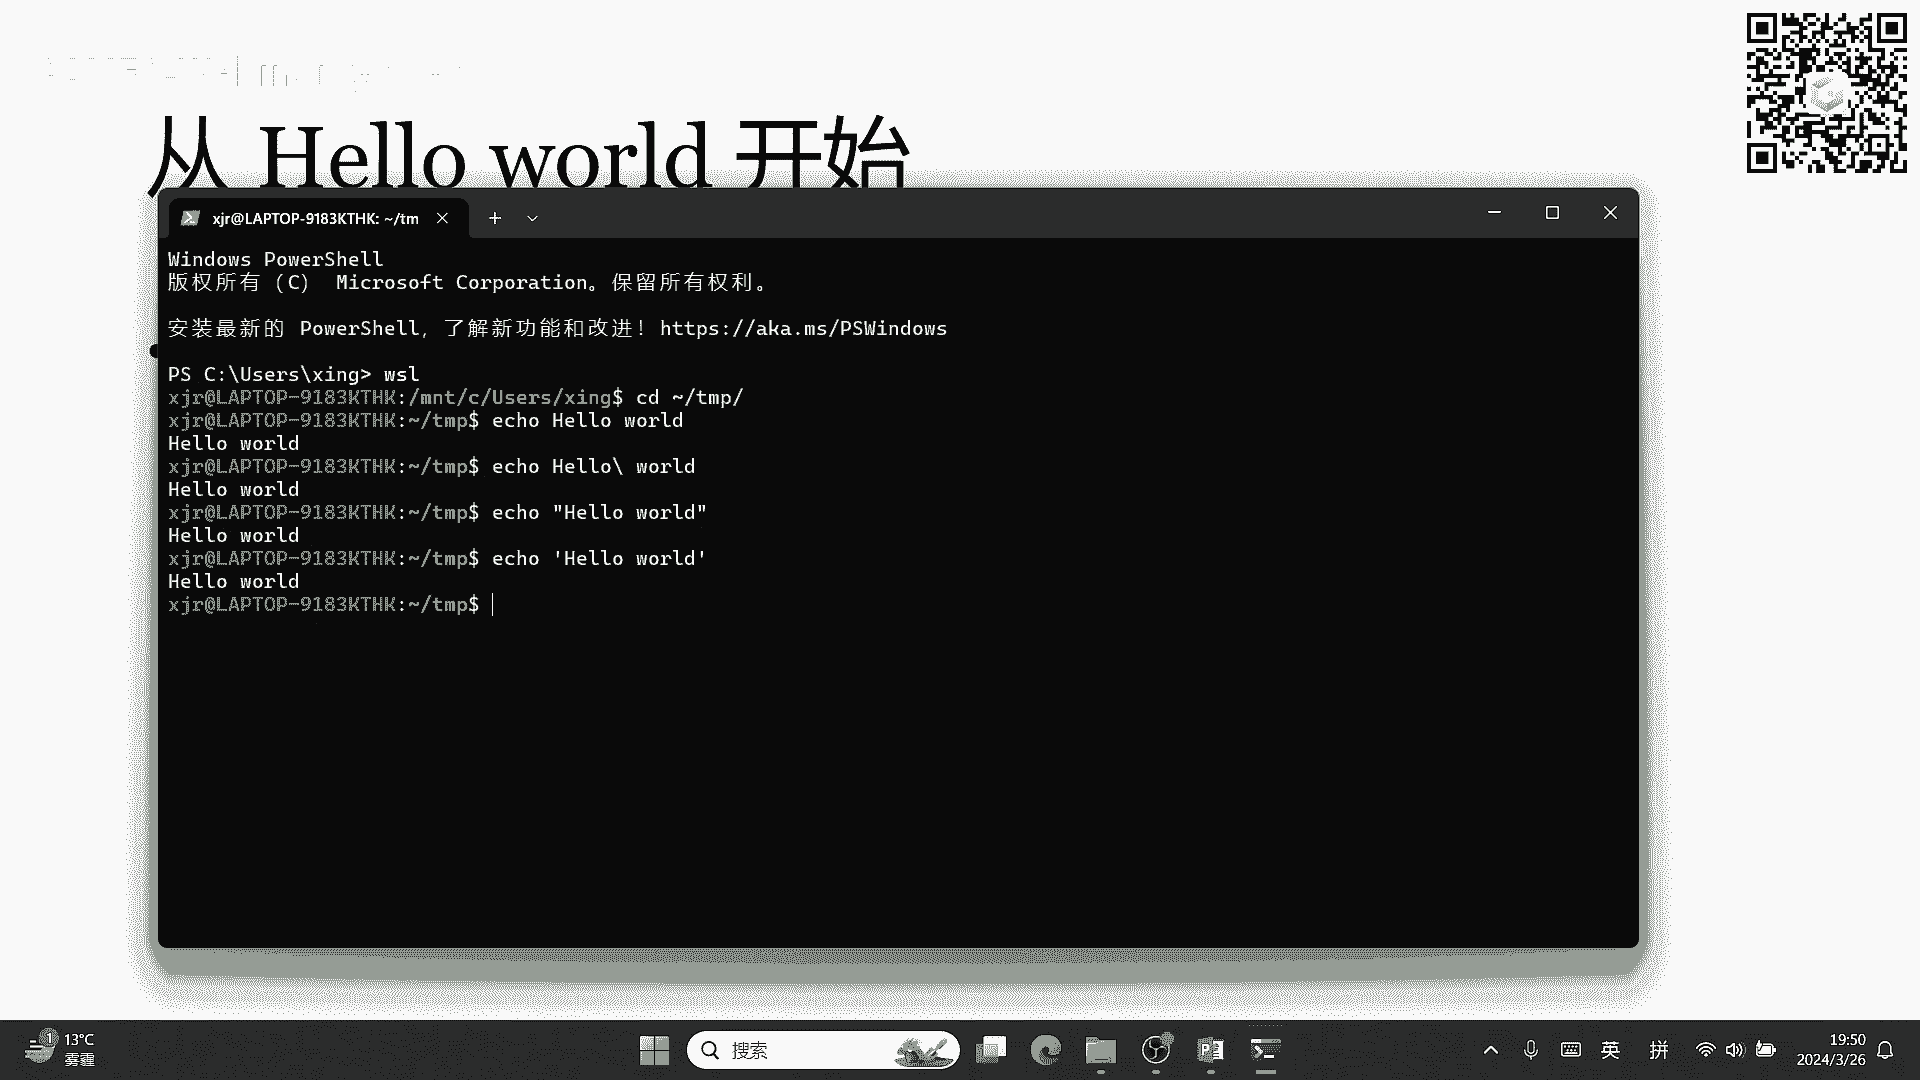 从 Hello world 开始
xjr@LAPTOP-9183KTHK: ~/tm
Windows PowerShell
版权所有 (C) Microsoft Corporation。保留所有权利。
安装最新的 PowerShell，了解新功能和改进！https://aka.ms/PSWindows
PS C:\Users\xing> wsl
xjr@LAPTOP-9183KTHK:/mnt/c/Users/xing$ cd ~/tmp/
xjr@LAPTOP-9183KTHK:~/tmp$ echo Hello world
Hello world
xjr@LAPTOP-9183KTHK:~/tmp$ echo Hello\ world
Hello world
xjr@LAPTOP-9183KTHK:~/tmp$ echo "Hello world"
Hello world
xjr@LAPTOP-9183KTHK:~/tmp$ echo 'Hello world'
Hello world
xjr@LAPTOP-9183KTHK:~/tmp$
1
13°C
雾霾
搜索
英
拼
19:50
2024/3/26